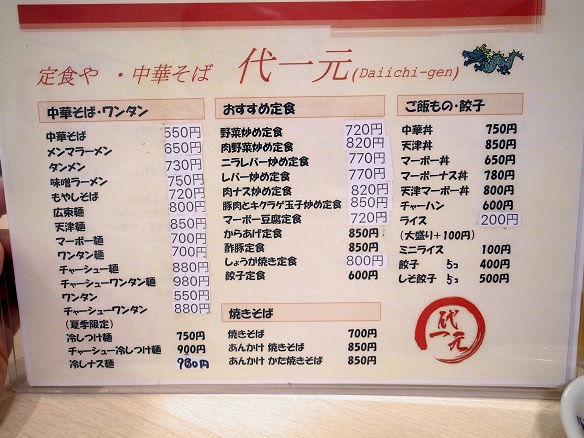 定食や ・中華そば 代一元(Daiichi-gen)
中華そば・ワンタン
中華そば 550円
メンマラーメン 650円
タンメン 730円
味噌ラーメン 750円
もやしそば 720円
広東麺 800円
天津麺 850円
マーボー麺 700円
ワンタン麺 700円
チャーシュー麺 880円
チャーシューワンタン麺 980円
ワンタン 550円
チャーシューワンタン 880円
(夏季限定)
冷しつけ麺 750円
チャーシュー冷しつけ麺 900円
冷しナス麺 980円
おすすめ定食
野菜炒め定食 720円
肉野菜炒め定食 820円
ニラレバー炒め定食 770円
レバー炒め定食 770円
肉ナス炒め定食 820円
豚肉とキクラゲ玉子炒め定食 850円
マーボー豆腐定食 720円
からあげ定食 850円
酢豚定食 850円
しょうが焼き定食 800円
餃子定食 600円
焼きそば
焼きそば 700円
あんかけ 焼きそば 850円
あんかけ かた焼きそば 850円
ご飯もの・餃子
中華丼 750円
天津丼 850円
マーボー丼 650円
マーボーナス丼 780円
天津マーボー丼 800円
チャーハン 600円
ライス 200円
(大盛り+100円)
ミニライス 100円
餃子 5コ 400円
しそ餃子 5コ 500円
代一元